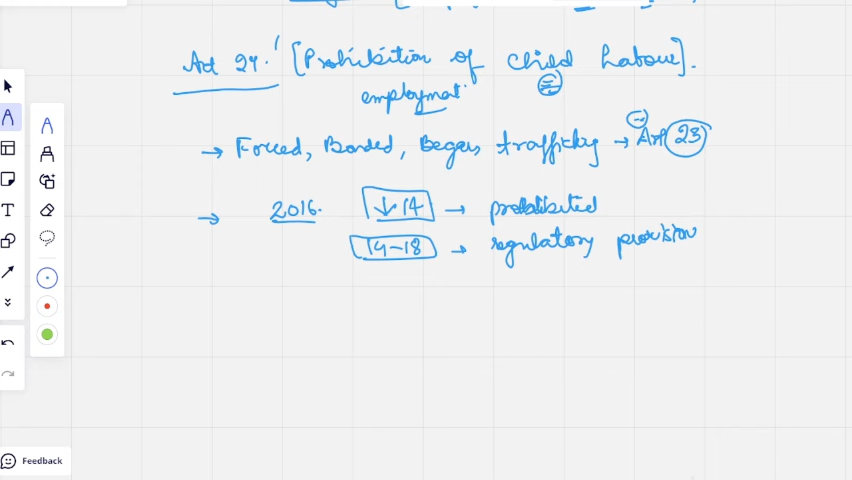 Art 24. [Prohibition of Child Labour].
employment.
→ Forced, Bonded, Begar, trafficking → Art 23
→ 2016. ↓ 14 → prohibited
14-18 → regulatory provision
Feedback